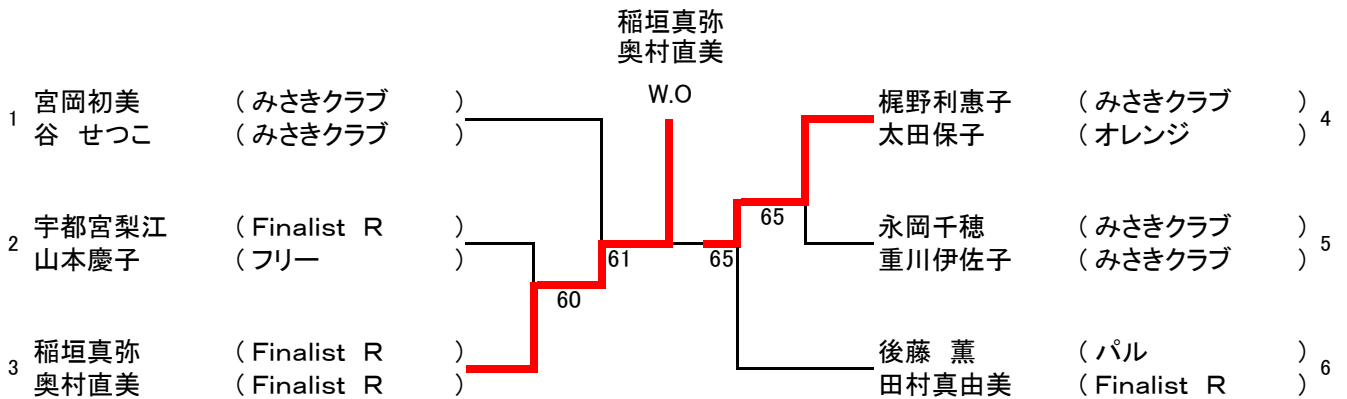 稲垣真弥
奥村直美
W.O
1 宮岡初美 ( みさきクラブ )
谷 せつこ ( みさきクラブ )
2 宇都宮梨江 ( Finalist R )
山本慶子 ( フリー )
3 稲垣真弥 ( Finalist R )
奥村直美 ( Finalist R )
60
61
65
65
梶野利惠子 ( みさきクラブ ) 4
太田保子 ( オレンジ )
永岡千穂 ( みさきクラブ ) 5
重川伊佐子 ( みさきクラブ )
後藤 薫 ( パル ) 6
田村真由美 ( Finalist R )